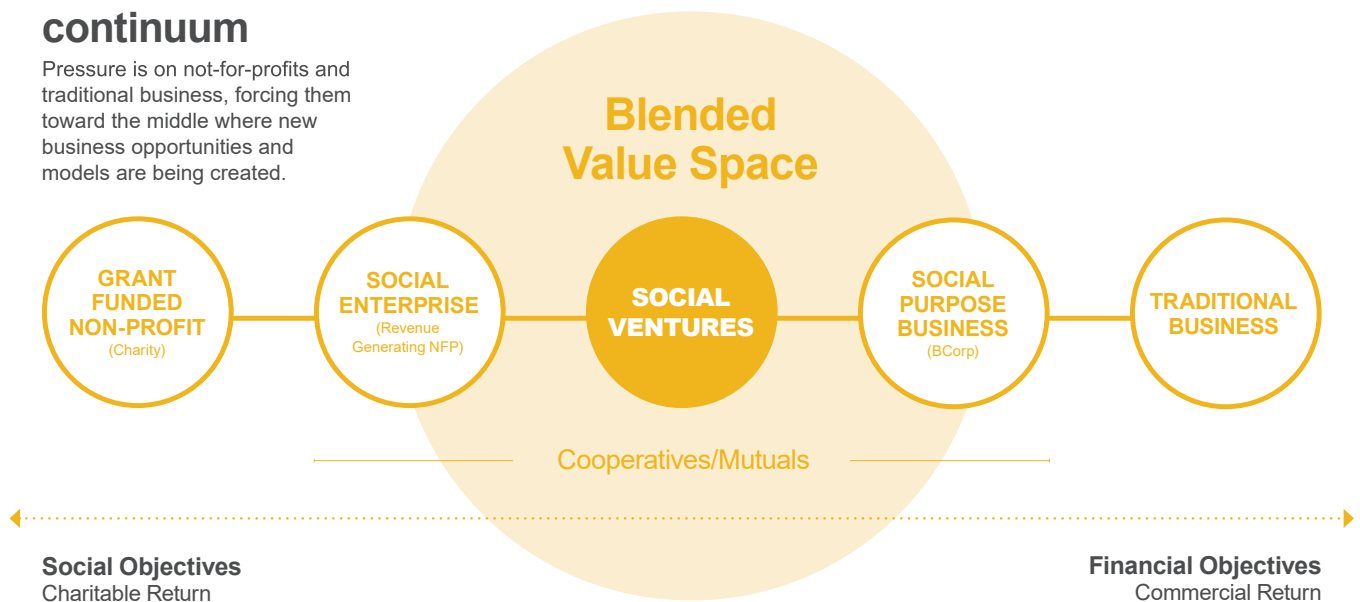 continuum
Pressure is on not-for-profits and
traditional business, forcing them
toward the middle where new
business opportunities and
models are being created.
Blended
Value Space
GRANT
FUNDED
NON-PROFIT
(Charity)
SOCIAL
ENTERPRISE
(Revenue
Generating NFP)
SOCIAL
VENTURES
SOCIAL
PURPOSE
BUSINESS
(BCorp)
TRADITIONAL
BUSINESS
Cooperatives/Mutuals
Social Objectives
Charitable Return
Financial Objectives
Commercial Return